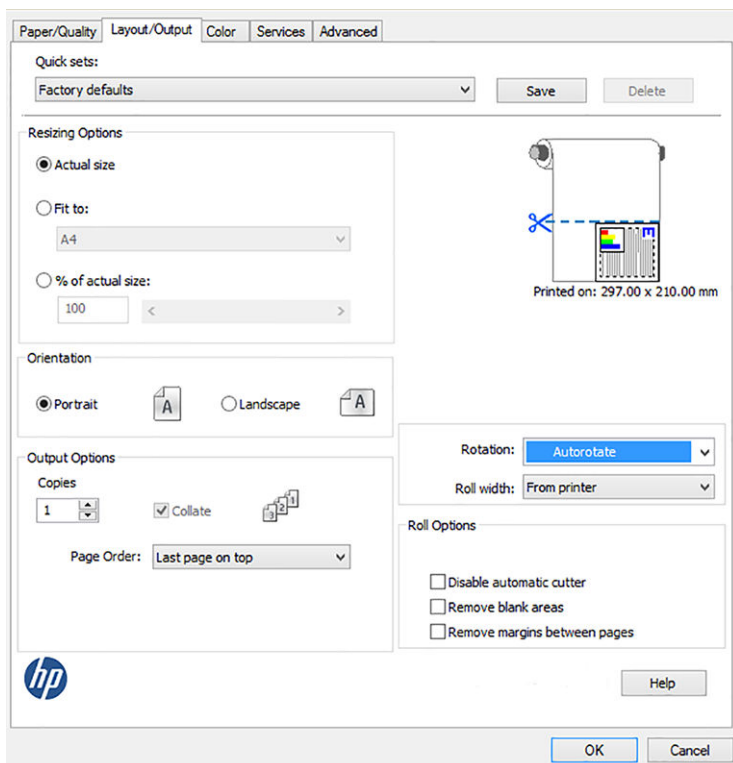 Paper/Quality Layout/Output Color Services Advanced
Quick sets:
Factory defaults Save Delete
Resizing Options
Actual size
Fit to:
A4
% of actual size:
100
Printed on: 297.00 x 210.00 mm
Orientation
Portrait A Landscape A
Output Options
Copies
1 Collate 3 2 1
Page Order: Last page on top
Rotation: Autorotate
Roll width: From printer
Roll Options
Disable automatic cutter
Remove blank areas
Remove margins between pages
hp
Help
OK Cancel